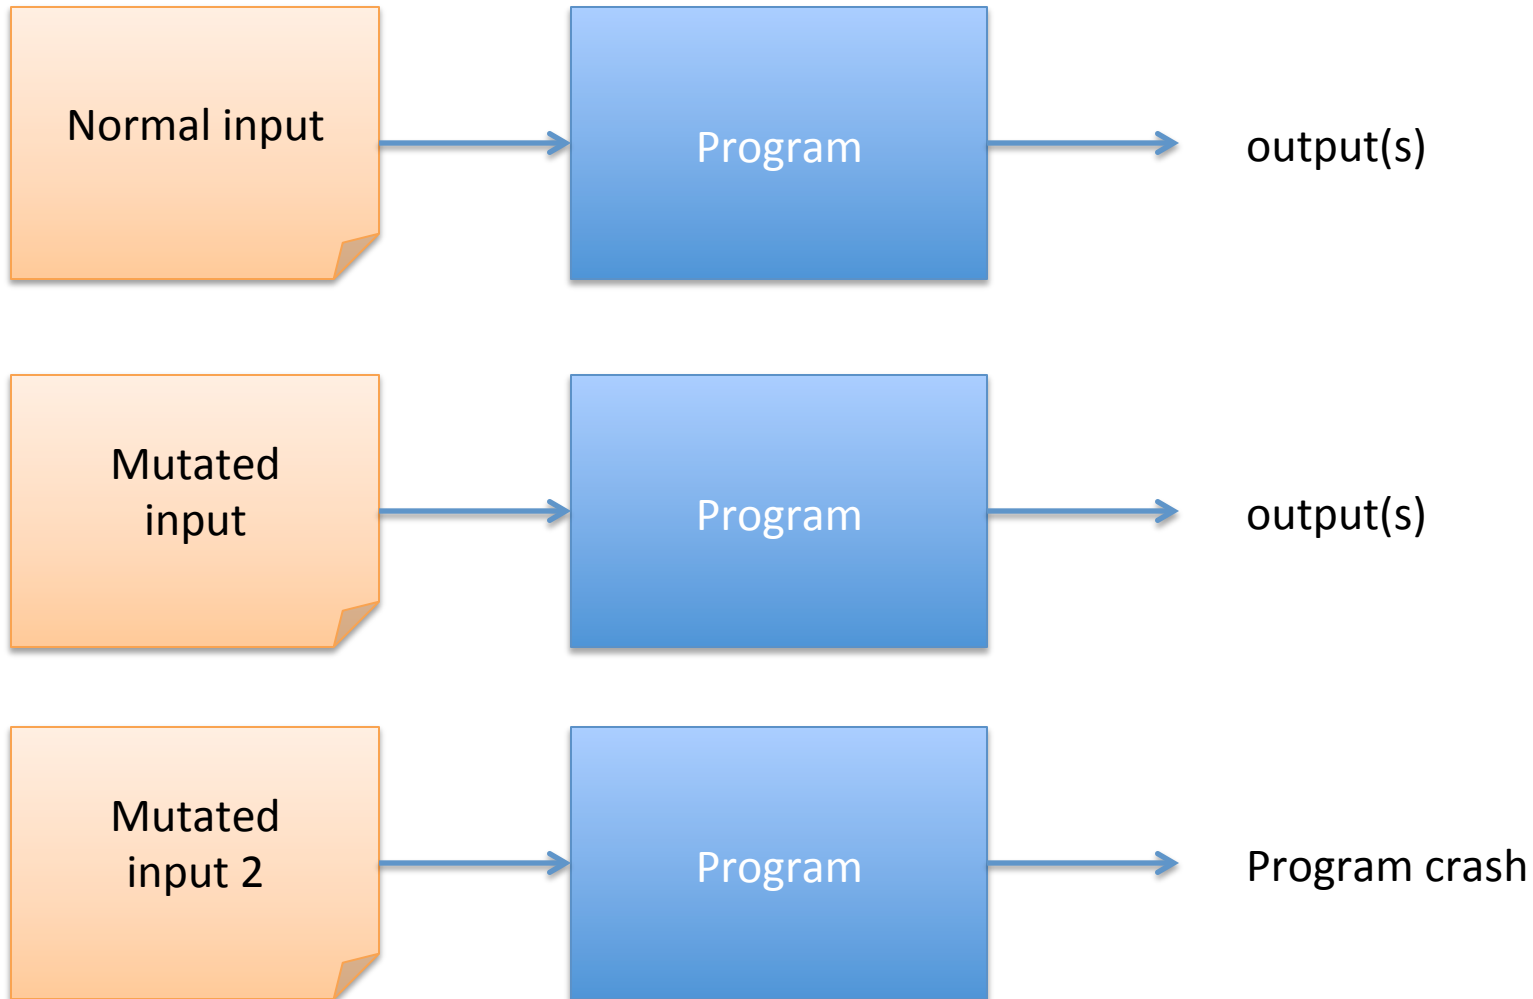 Normal input
Program
output(s)
Mutated
input
Program
output(s)
Mutated
input 2
Program
Program crash